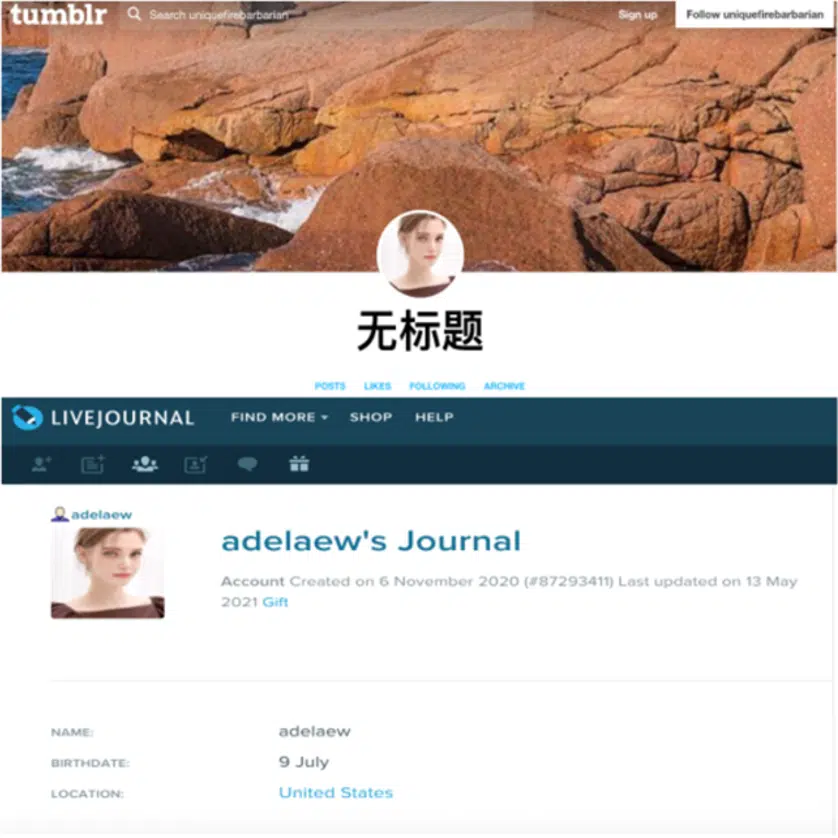 tumblr Search uniquefirebarbarian Sign up Follow uniquefirebarbarian
无标题
POSTS LIKES FOLLOWING ARCHIVE
LIVEJOURNAL FIND MORE SHOP HELP
adelaew
adelaew's Journal
Account Created on 6 November 2020 (#87293411) Last updated on 13 May
2021 Gift
NAME: adelaew
BIRTHDATE: 9 July
LOCATION: United States